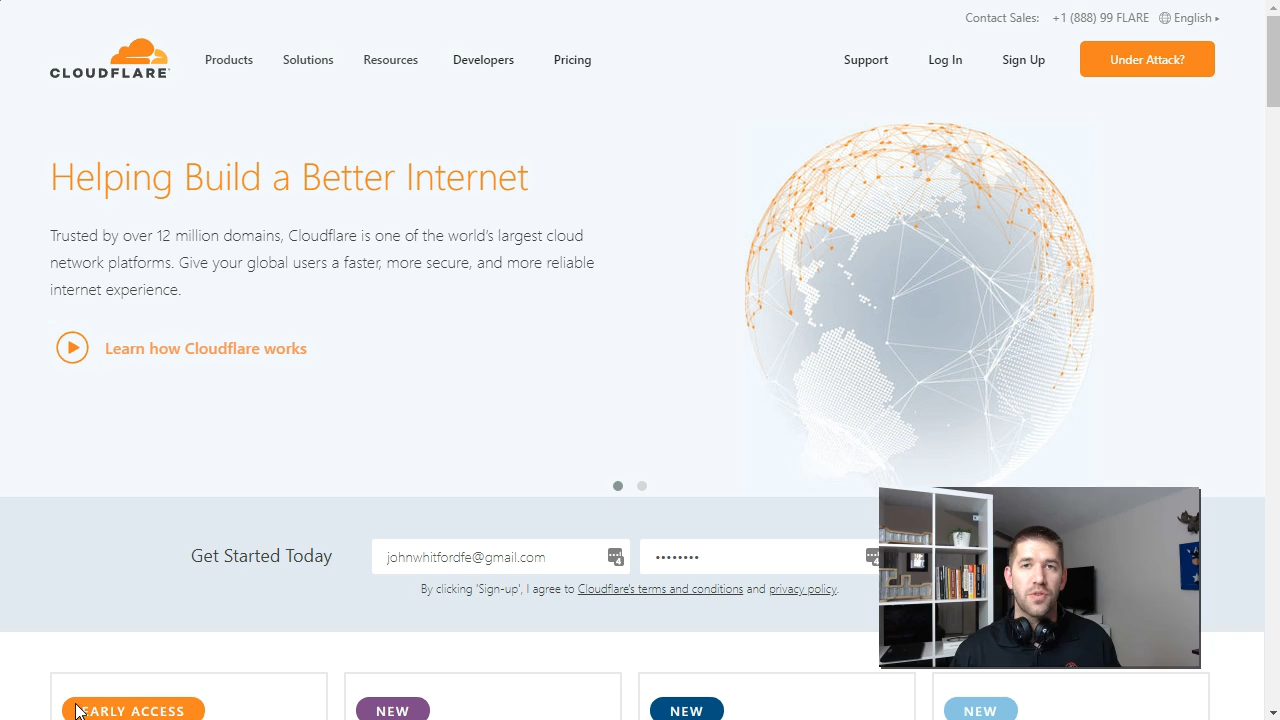 Contact Sales: +1 (888) 99 FLARE English
CLOUDFLARE
Products Solutions Resources Developers Pricing Support Log In Sign Up Under Attack?
Helping Build a Better Internet
Trusted by over 12 million domains, Cloudflare is one of the world's largest cloud
network platforms. Give your global users a faster, more secure, and more reliable
internet experience.
Learn how Cloudflare works
Get Started Today johnwhitfordfe@gmail.com ••••••••
By clicking 'Sign-up', I agree to Cloudflare's terms and conditions and privacy policy.
EARLY ACCESS NEW NEW NEW